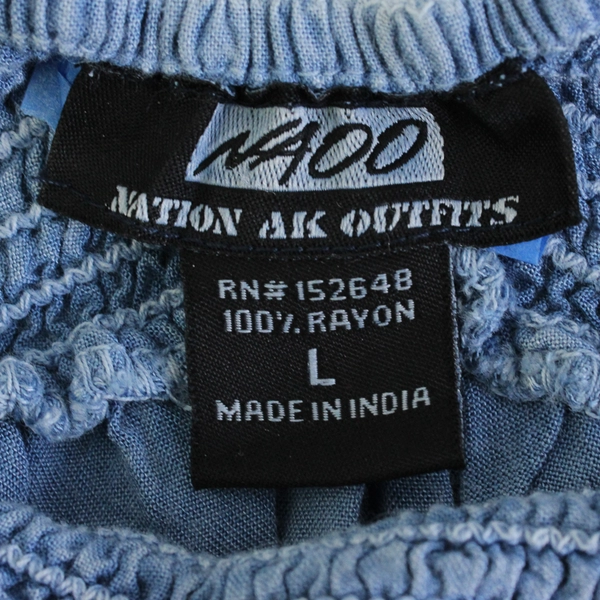 NAOO
NATION AK OUTFITS
RN# 152648
100% RAYON
L
MADE IN INDIA